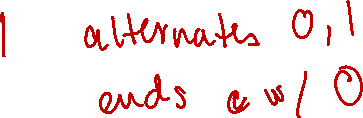 1 alternates 0,1
ends w/ 0